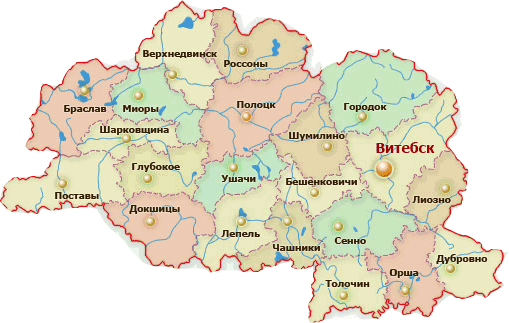 Верхнедвинск
Россоны
Браслав
Миоры
Полоцк
Городок
Шарковщина
Шумилино
Витебск
Глубокое
Ушачи
Бешенковичи
Поставы
Лиозно
Докшицы
Лепель
Чашники
Сенно
Дубровно
Орша
Толочин